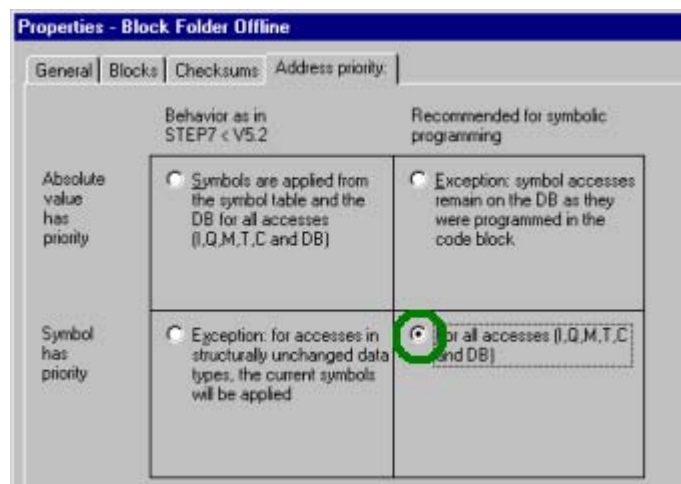 Properties - Block Folder Offline
General Blocks Checksums Address priority:
Behavior as in
STEP7 < V5.2
Recommended for symbolic
programming
Absolute
value
has
priority
Symbols are applied from
the symbol table and the
DB for all accesses
(I,Q,M,T,C and DB)
Exception: symbol accesses
remain on the DB as they
were programmed in the
code block
Symbol
has
priority
Exception: for accesses in
structurally unchanged data
types, the current symbols
will be applied
For all accesses (I,Q,M,T,C
and DB)